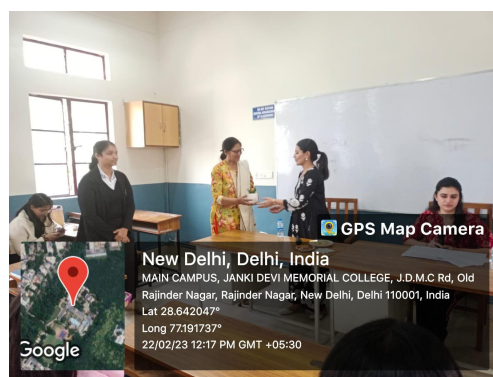 GPS Map Camera
New Delhi, Delhi, India
MAIN CAMPUS, JANKI DEVI MEMORIAL COLLEGE, J.D.M.C Rd, Old
Rajinder Nagar, Rajinder Nagar, New Delhi, Delhi 110001, India
Lat 28.642047°
Long 77.191737°
22/02/23 12:17 PM GMT +05:30
Google